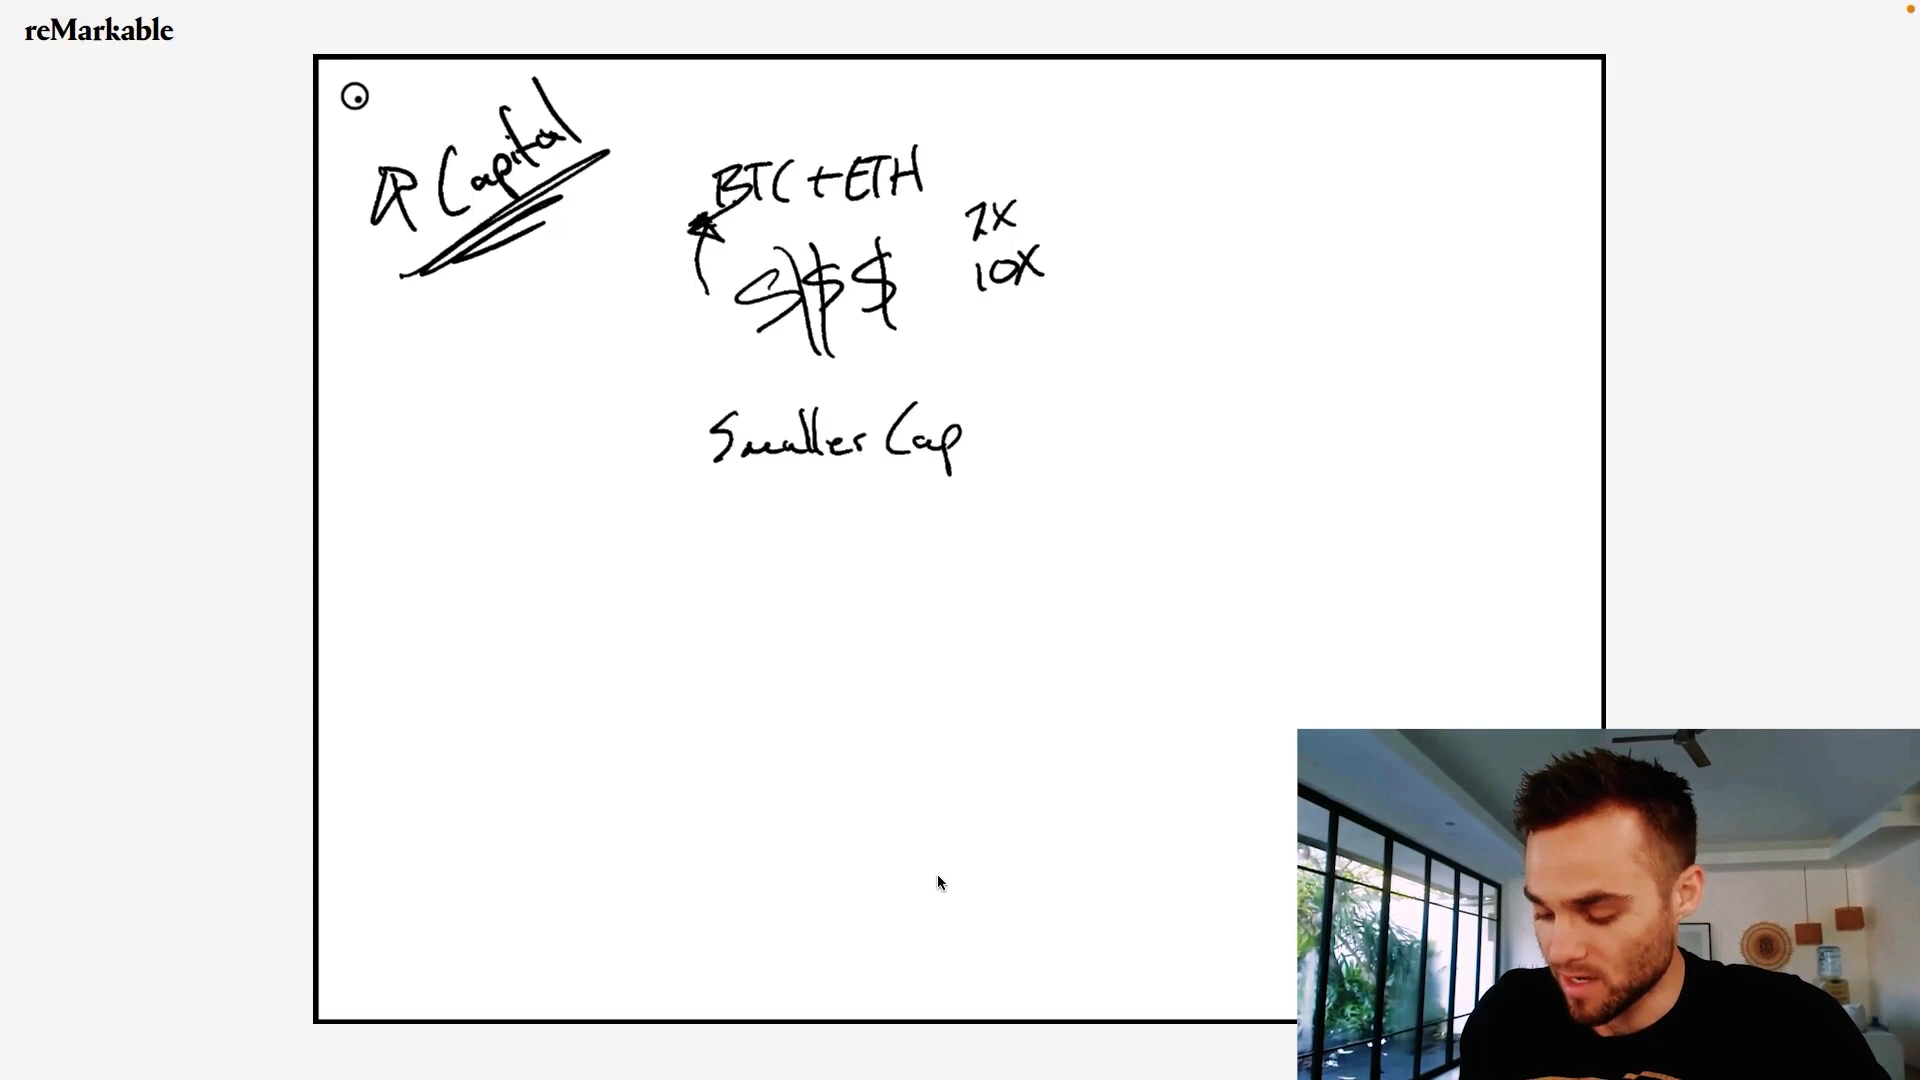 reMarkable
R Capital
BTC + ETH
2X
10X
$$$
Smaller Cap